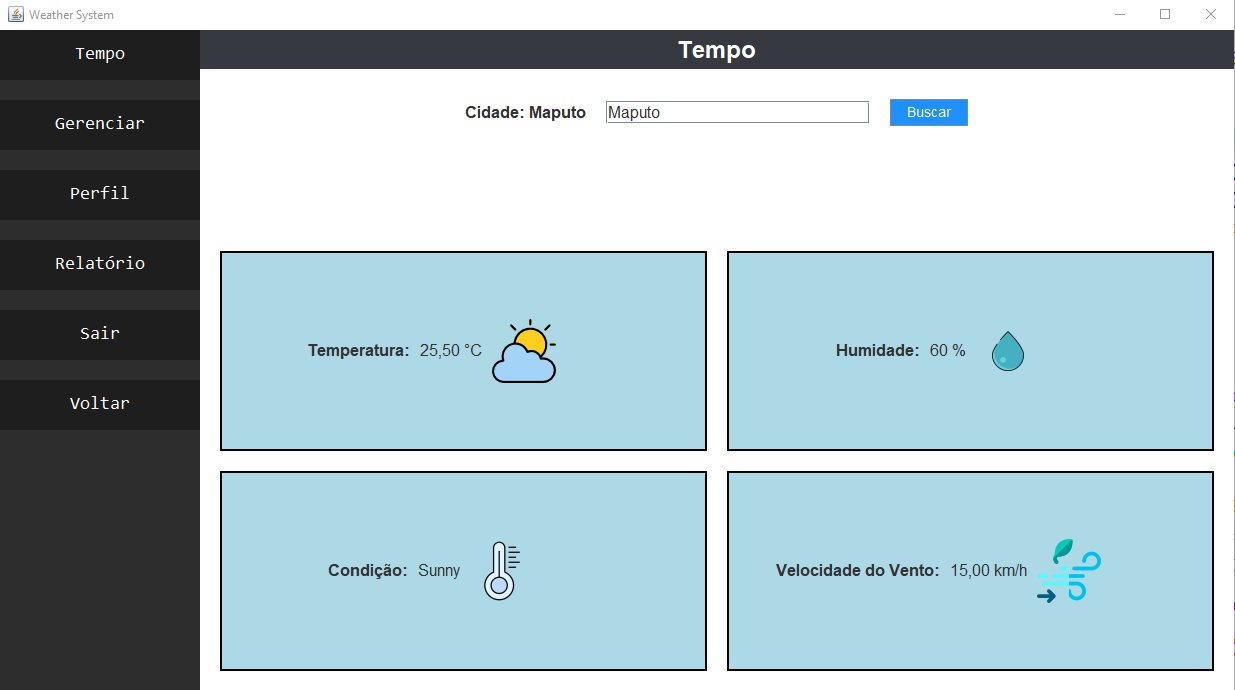 Weather System
Tempo
Gerenciar
Perfil
Relatório
Sair
Voltar
Tempo
Cidade: Maputo Maputo Buscar
Temperatura: 25,50 °C
Humidade: 60 %
Condição: Sunny
Velocidade do Vento: 15,00 km/h